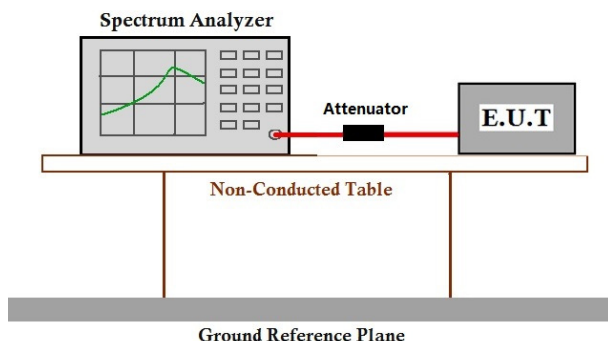 Spectrum Analyzer
Attenuator
E.U.T
Non-Conducted Table
Ground Reference Plane